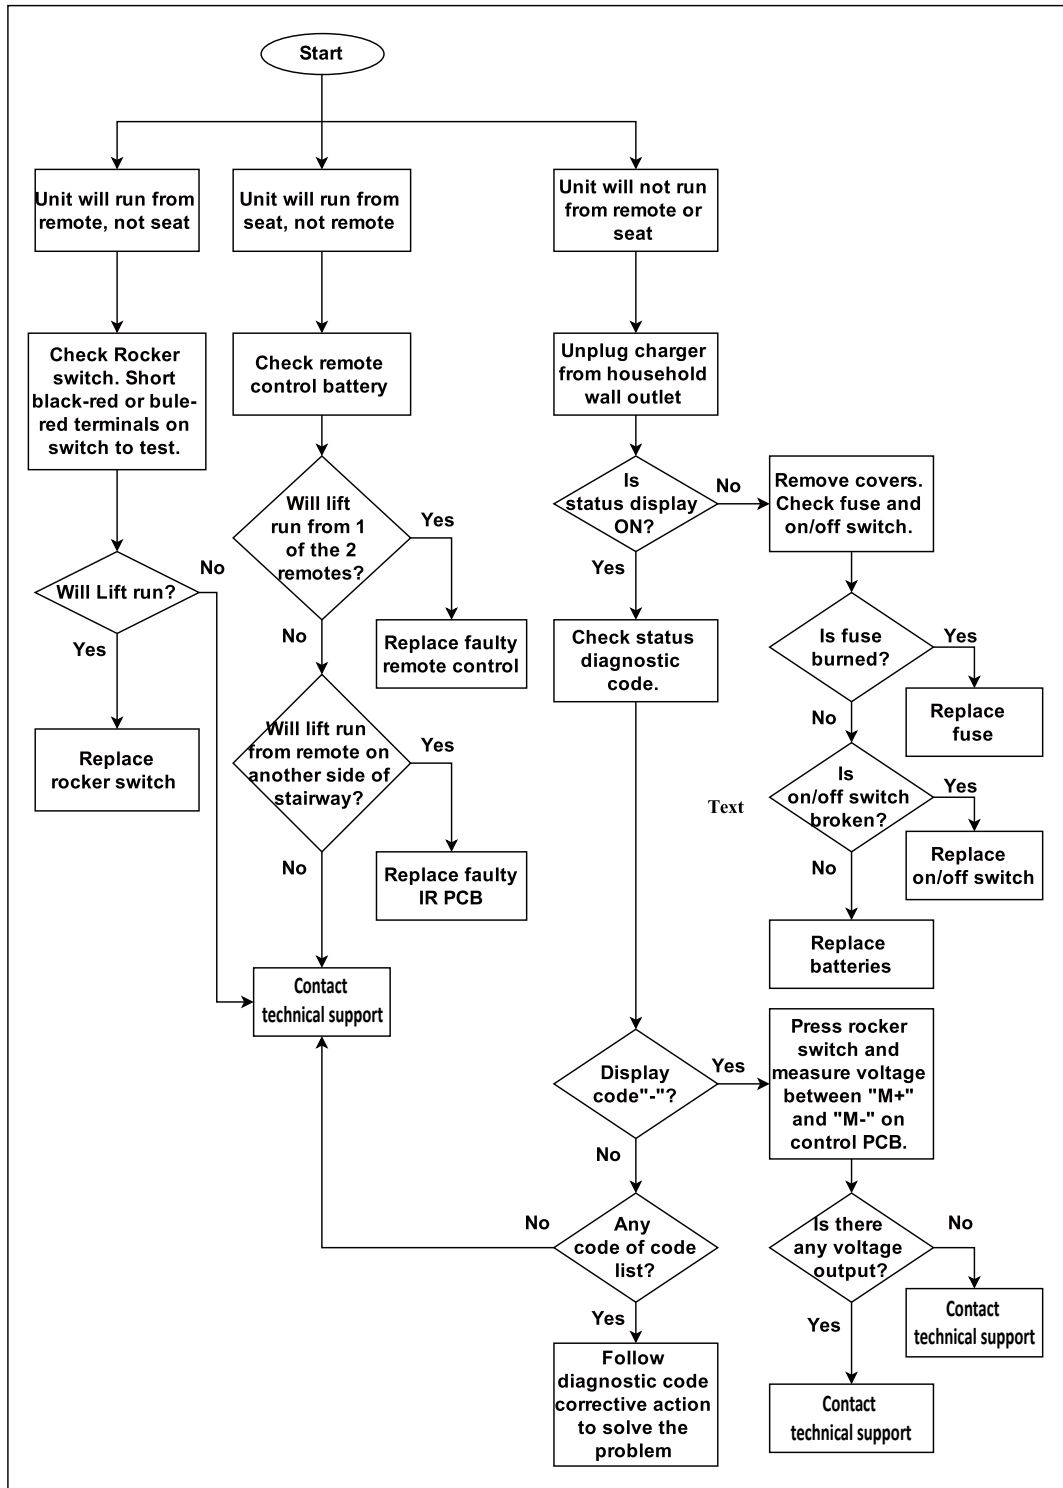 Start
Unit will run from
remote, not seat
Unit will run from
seat, not remote
Unit will not run
from remote or
seat
Check Rocker
switch. Short
black-red or bule-
red terminals on
switch to test.
Check remote
control battery
Unplug charger
from household
wall outlet
Will Lift run?
No
Yes
Replace
rocker switch
Will lift
run from 1
of the 2
remotes?
Yes
No
Replace faulty
remote control
Will lift run
from remote on
another side of
stairway?
Yes
No
Replace faulty
IR PCB
Contact
technical support
Is
status display
ON?
No
Yes
Remove covers.
Check fuse and
on/off switch.
Check status
diagnostic
code.
Is fuse
burned?
Yes
No
Replace
fuse
Is
on/off switch
broken?
Text
Yes
No
Replace
on/off switch
Replace
batteries
Display
code"-"?
Yes
No
Press rocker
switch and
measure voltage
between "M+"
and "M-" on
control PCB.
Any
code of code
list?
No
Yes
Is there
any voltage
output?
No
Yes
Contact
technical support
Follow
diagnostic code
corrective action
to solve the
problem
Contact
technical support